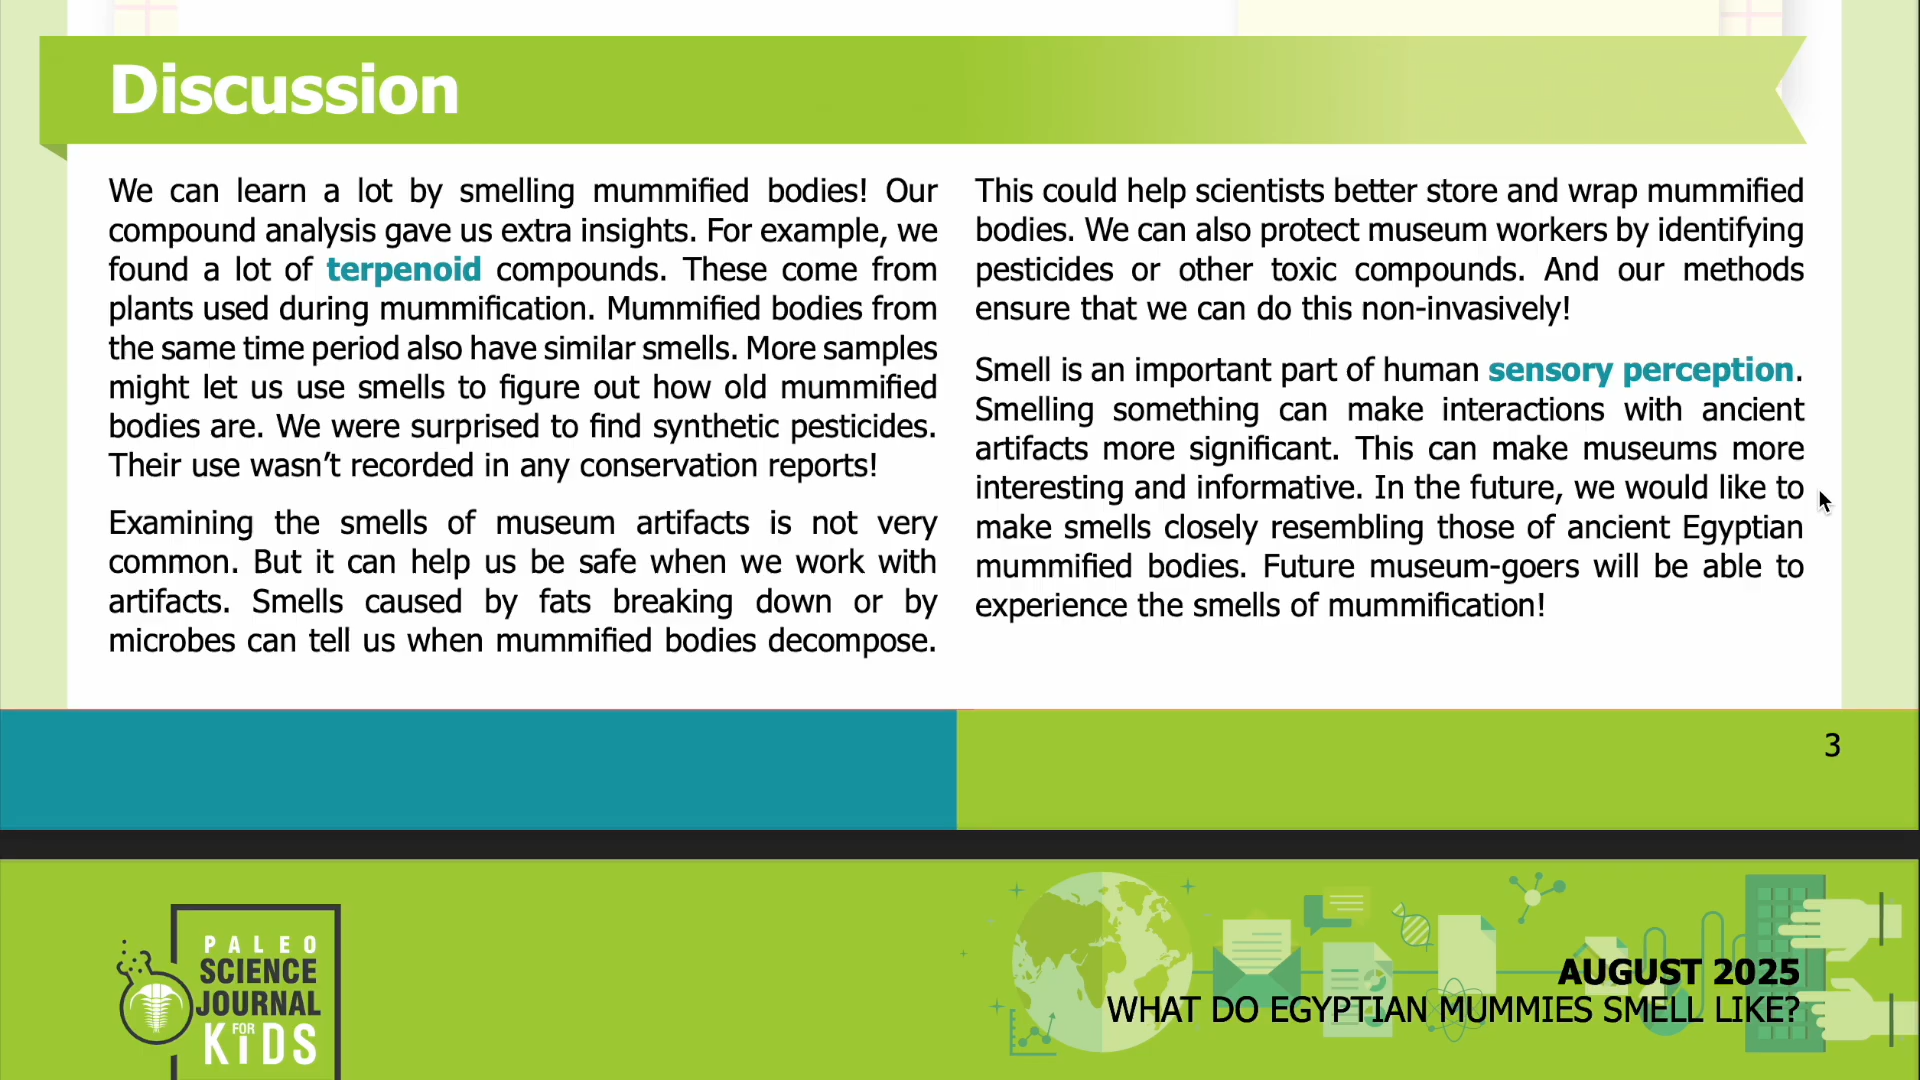 Discussion
We can learn a lot by smelling mummified bodies! Our
compound analysis gave us extra insights. For example, we
found a lot of terpenoid compounds. These come from
plants used during mummification. Mummified bodies from
the same time period also have similar smells. More samples
might let us use smells to figure out how old mummified
bodies are. We were surprised to find synthetic pesticides.
Their use wasn’t recorded in any conservation reports!
Examining the smells of museum artifacts is not very
common. But it can help us be safe when we work with
artifacts. Smells caused by fats breaking down or by
microbes can tell us when mummified bodies decompose.
This could help scientists better store and wrap mummified
bodies. We can also protect museum workers by identifying
pesticides or other toxic compounds. And our methods
ensure that we can do this non-invasively!
Smell is an important part of human sensory perception.
Smelling something can make interactions with ancient
artifacts more significant. This can make museums more
interesting and informative. In the future, we would like to
make smells closely resembling those of ancient Egyptian
mummified bodies. Future museum-goers will be able to
experience the smells of mummification!
3
PALEO
SCIENCE
JOURNAL
FOR
KiDS
AUGUST 2025
WHAT DO EGYPTIAN MUMMIES SMELL LIKE?